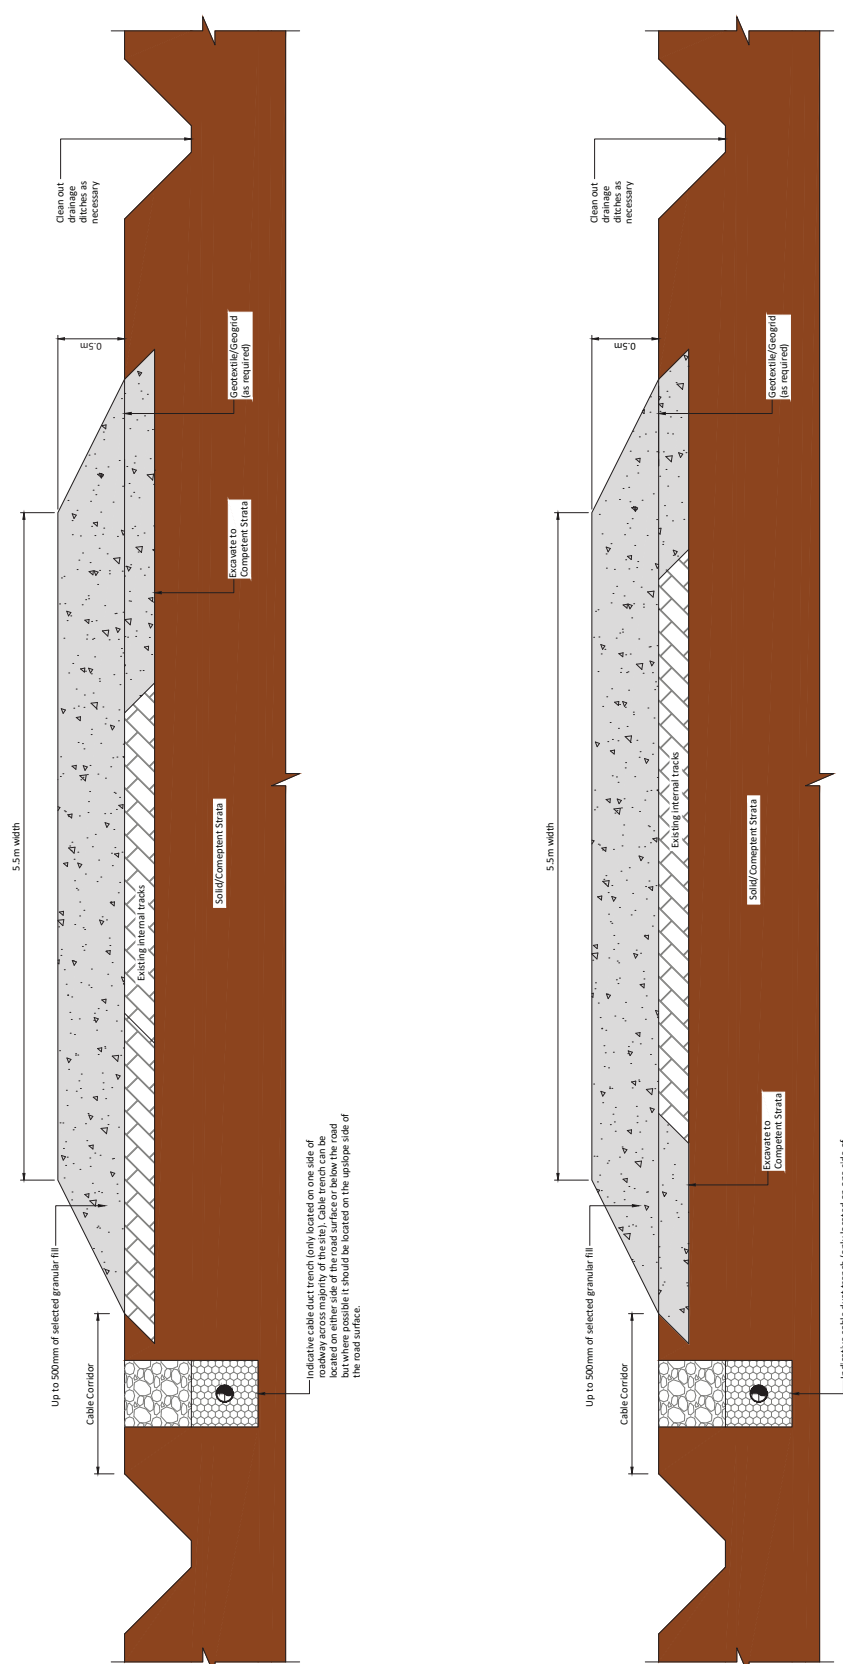 5.5m width
0.5m
Clean out
drainage
ditches as
necessary
Geotextile/Geogrid
(as required)
Excavate to
Competent Strata
Existing internal tracks
Solid/Comeptent Strata
Up to 500mm of selected granular fill
Cable Corridor
Indicative cable duct trench (only located on one side of
roadway across majority of the site). Cable trench can be
located on either side of the road surface or below the road
but where possible it should be located on the upslope side of
the road surface.
5.5m width
0.5m
Clean out
drainage
ditches as
necessary
Geotextile/Geogrid
(as required)
Existing internal tracks
Solid/Comeptent Strata
Excavate to
Competent Strata
Up to 500mm of selected granular fill
Cable Corridor